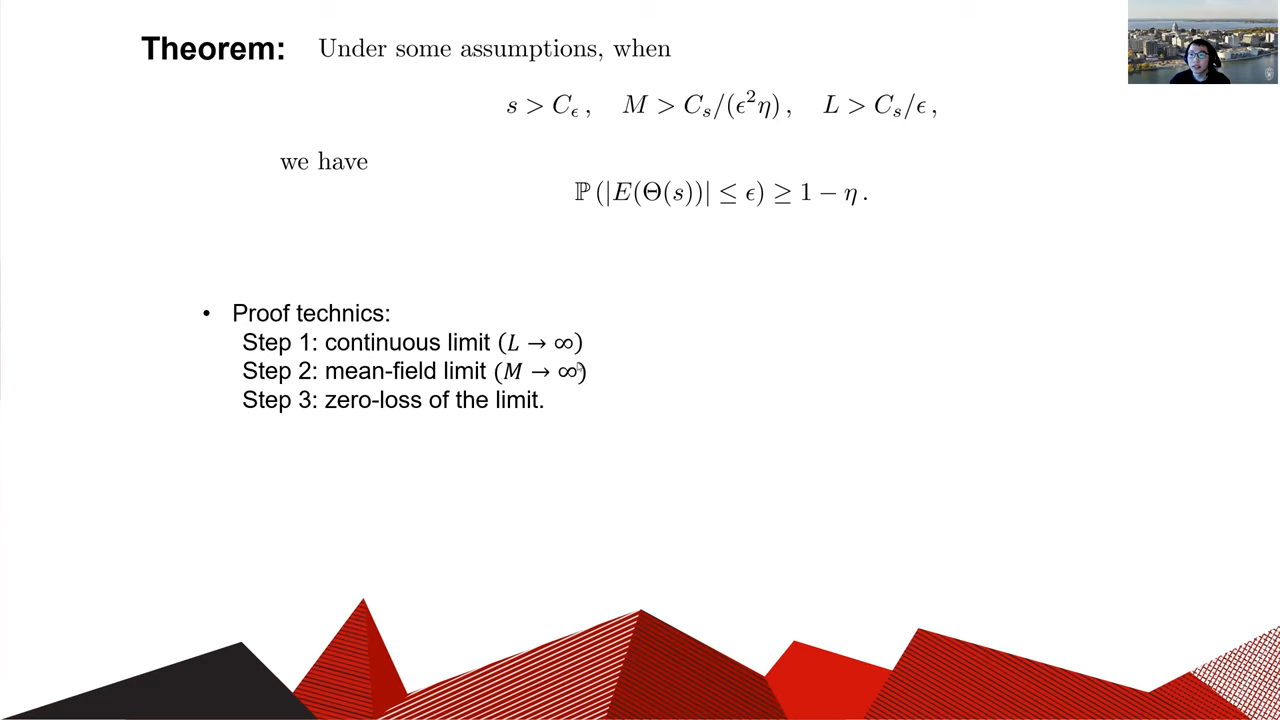 Theorem: Under some assumptions, when
s > C_ϵ , M > C_s/(ϵ²η) , L > C_s/ϵ ,
we have
ℙ (|E(Θ(s))| ≤ ϵ) ≥ 1 − η .
• Proof technics:
Step 1: continuous limit (L → ∞)
Step 2: mean-field limit (M → ∞)
Step 3: zero-loss of the limit.